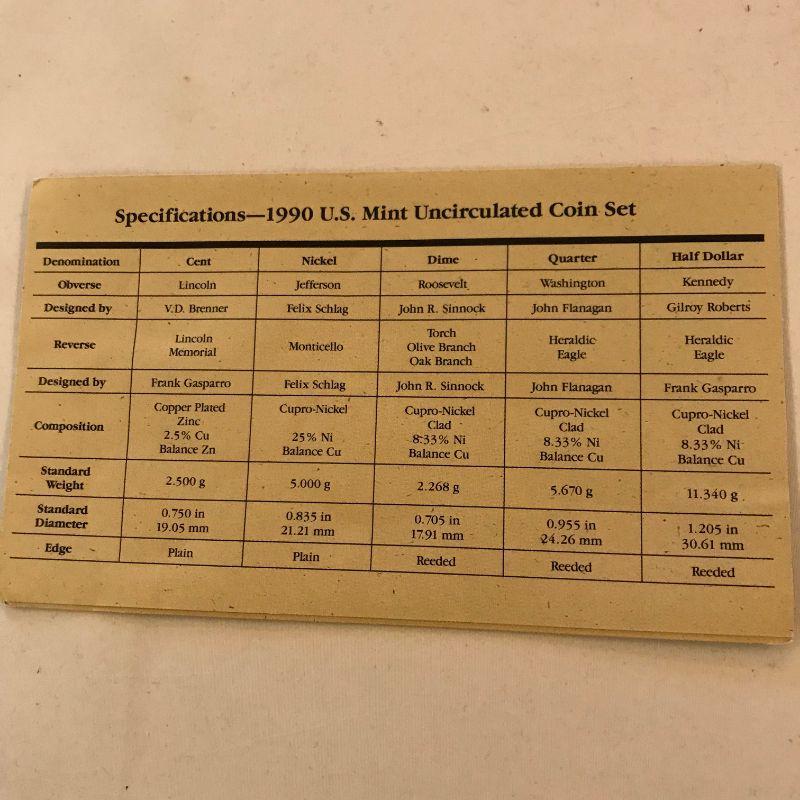 Specifications—1990 U.S. Mint Uncirculated Coin Set
Denomination Cent Nickel Dime Quarter Half Dollar
Obverse Lincoln Jefferson Roosevelt Washington Kennedy
Designed by V.D. Brenner Felix Schlag John R. Sinnock John Flanagan Gilroy Roberts
Reverse Lincoln Memorial Monticello Torch Olive Branch Oak Branch Heraldic Eagle Heraldic Eagle
Designed by Frank Gasparro Felix Schlag John R. Sinnock John Flanagan Frank Gasparro
Composition Copper Plated Zinc 2.5% Cu Balance Zn Cupro-Nickel 25% Ni Balance Cu Cupro-Nickel Clad 8.33% Ni Balance Cu Cupro-Nickel Clad 8.33% Ni Balance Cu Cupro-Nickel Clad 8.33% Ni Balance Cu
Standard Weight 2.500 g 5.000 g 2.268 g 5.670 g 11.340 g
Standard Diameter 0.750 in 19.05 mm 0.835 in 21.21 mm 0.705 in 17.91 mm 0.955 in 24.26 mm 1.205 in 30.61 mm
Edge Plain Plain Reeded Reeded Reeded